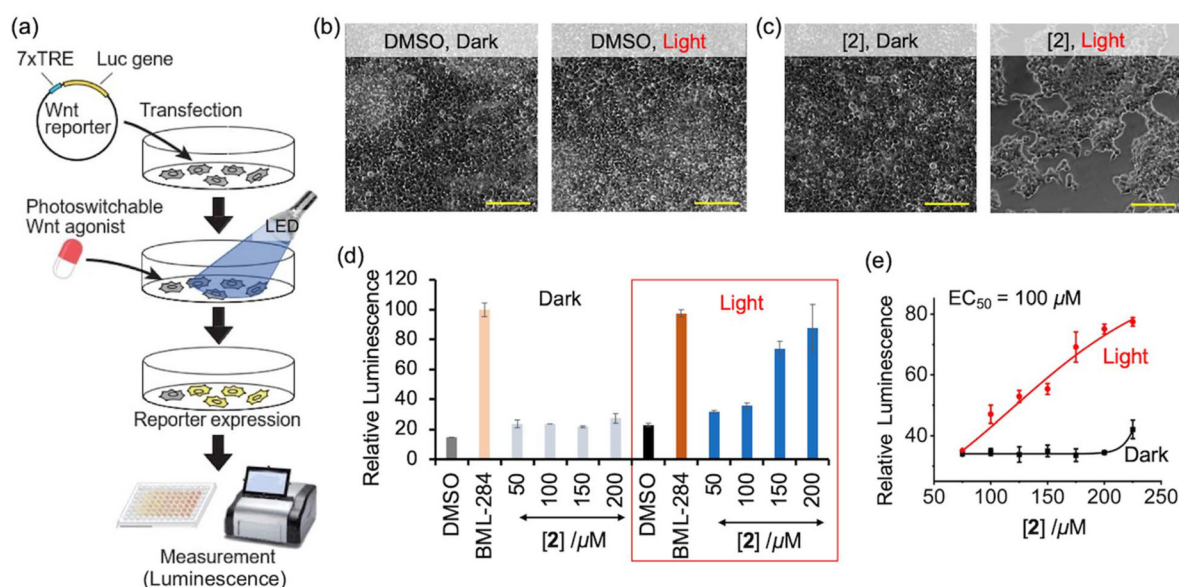 (a)
7xTRE
Luc gene
Wnt
reporter
Transfection
Photoswitchable
Wnt agonist
LED
Reporter expression
Measurement
(Luminescence)
(b)
DMSO, Dark
DMSO, Light
(c)
[2], Dark
[2], Light
(d)
Relative Luminescence
120
100
80
60
40
20
0
Dark
Light
DMSO
BML-284
50
100
150
200
[2] /µM
DMSO
BML-284
50
100
150
200
[2] /µM
(e)
EC50 = 100 µM
Relative Luminescence
80
60
40
Light
Dark
50
100
150
200
250
[2] /µM